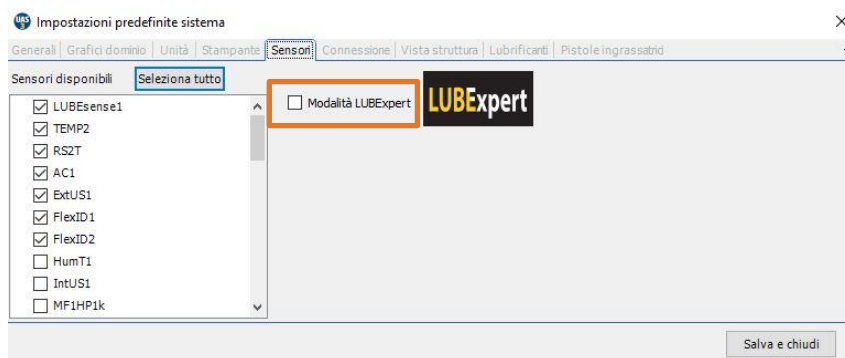 UAS
Impostazioni predefinite sistema
Generali Grafici dominio Unità Stampante Sensori Connessione Vista struttura Lubrificanti Pistole ingrassatrici
Sensori disponibili Seleziona tutto
LUBEsense1
TEMP2
RS2T
AC1
ExtUS1
FlexID1
FlexID2
HumT1
IntUS1
MF1HP1k
Modalità LUBExpert
LUBExpert
Salva e chiudi